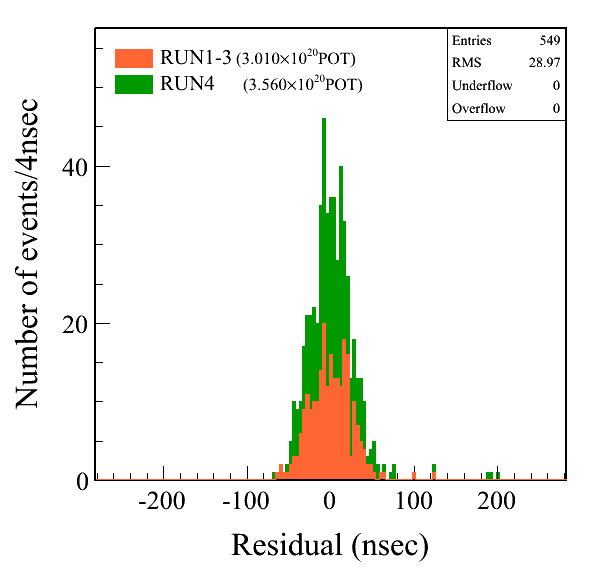 RUN1-3 (3.010×10²⁰POT)
RUN4 (3.560×10²⁰POT)
Entries 549
RMS 28.97
Underflow 0
Overflow 0
Number of events/4nsec
40
20
0
-200 -100 0 100 200
Residual (nsec)